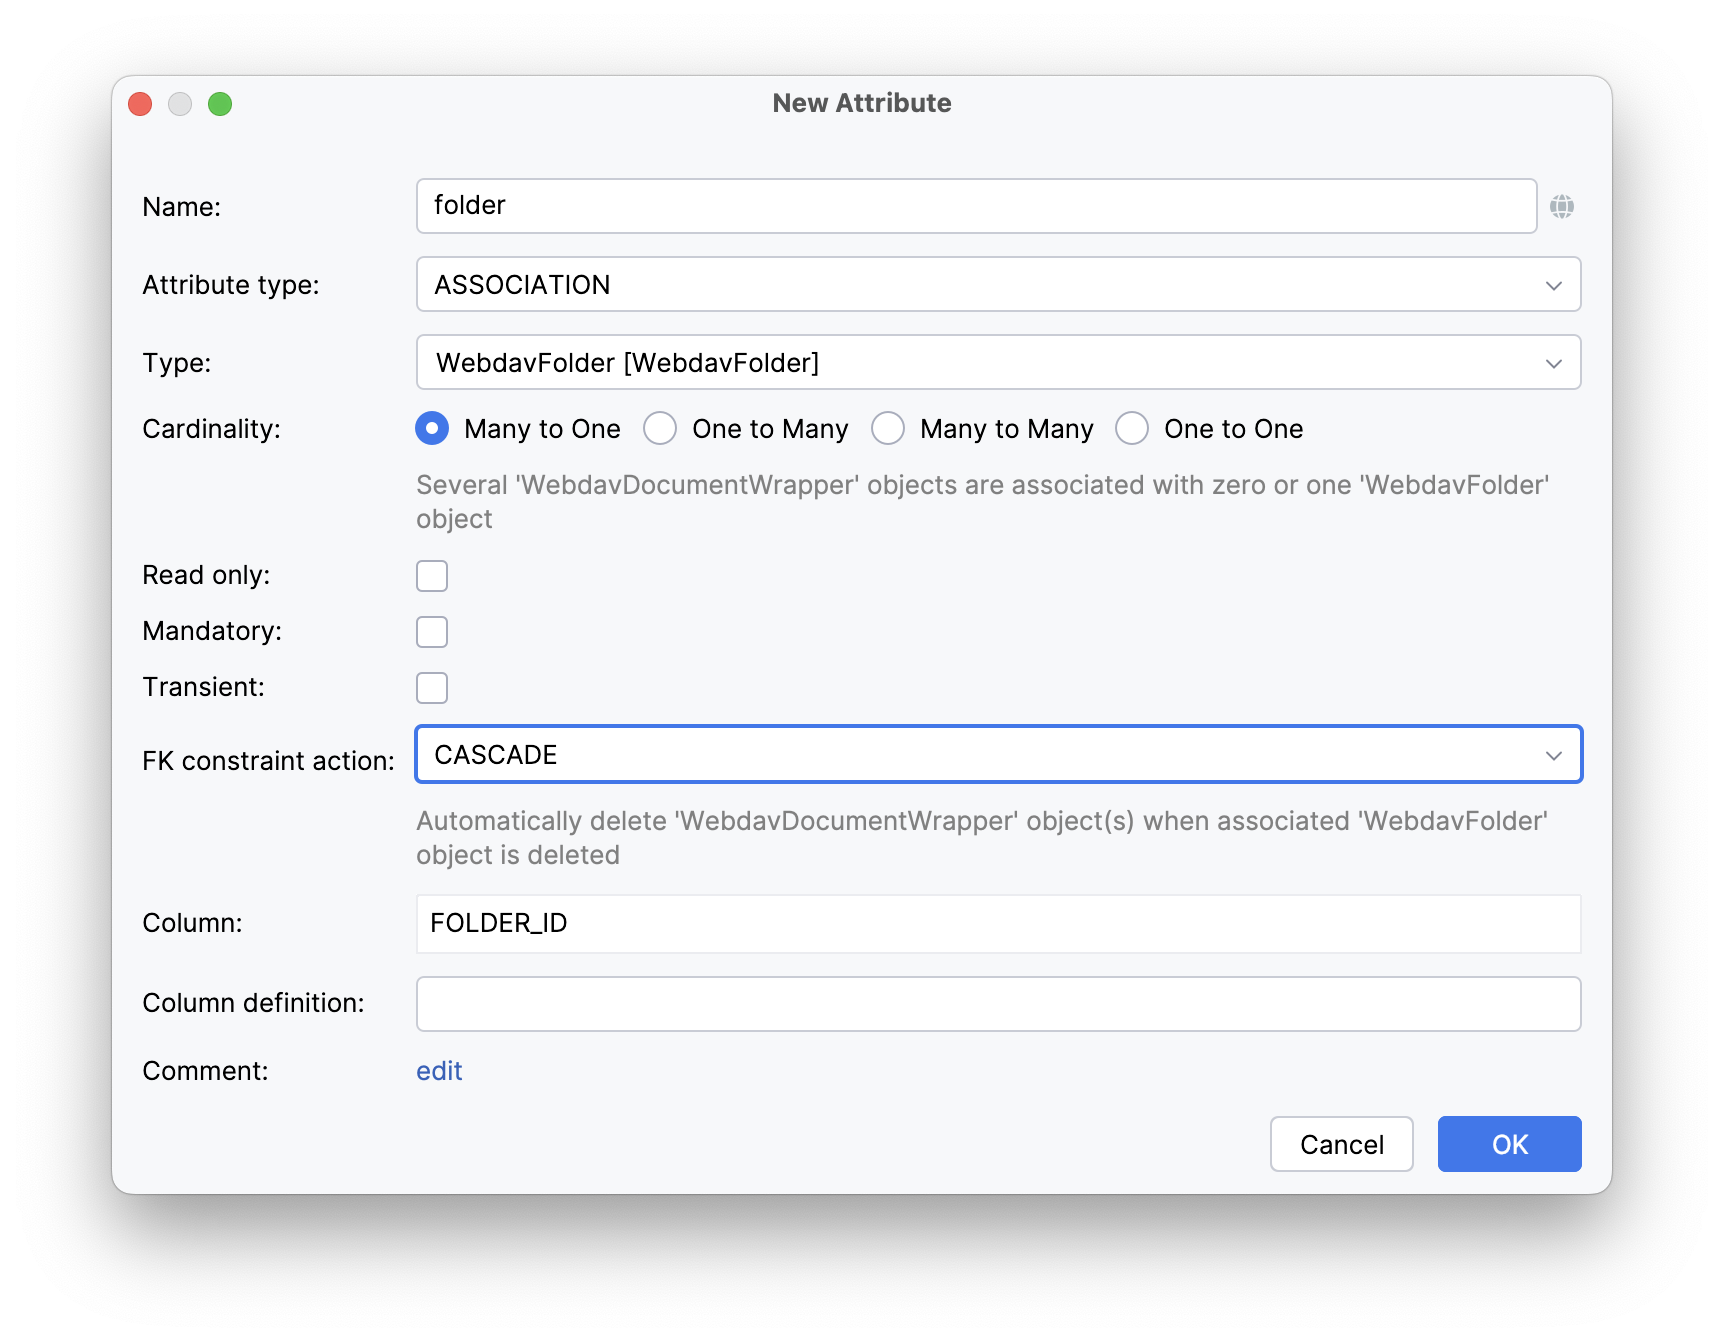 New Attribute
Name: folder
Attribute type: ASSOCIATION
Type: WebdavFolder [WebdavFolder]
Cardinality: Many to One One to Many Many to Many One to One
Several 'WebdavDocumentWrapper' objects are associated with zero or one 'WebdavFolder'
object
Read only:
Mandatory:
Transient:
FK constraint action: CASCADE
Automatically delete 'WebdavDocumentWrapper' object(s) when associated 'WebdavFolder'
object is deleted
Column: FOLDER_ID
Column definition:
Comment: edit
Cancel OK